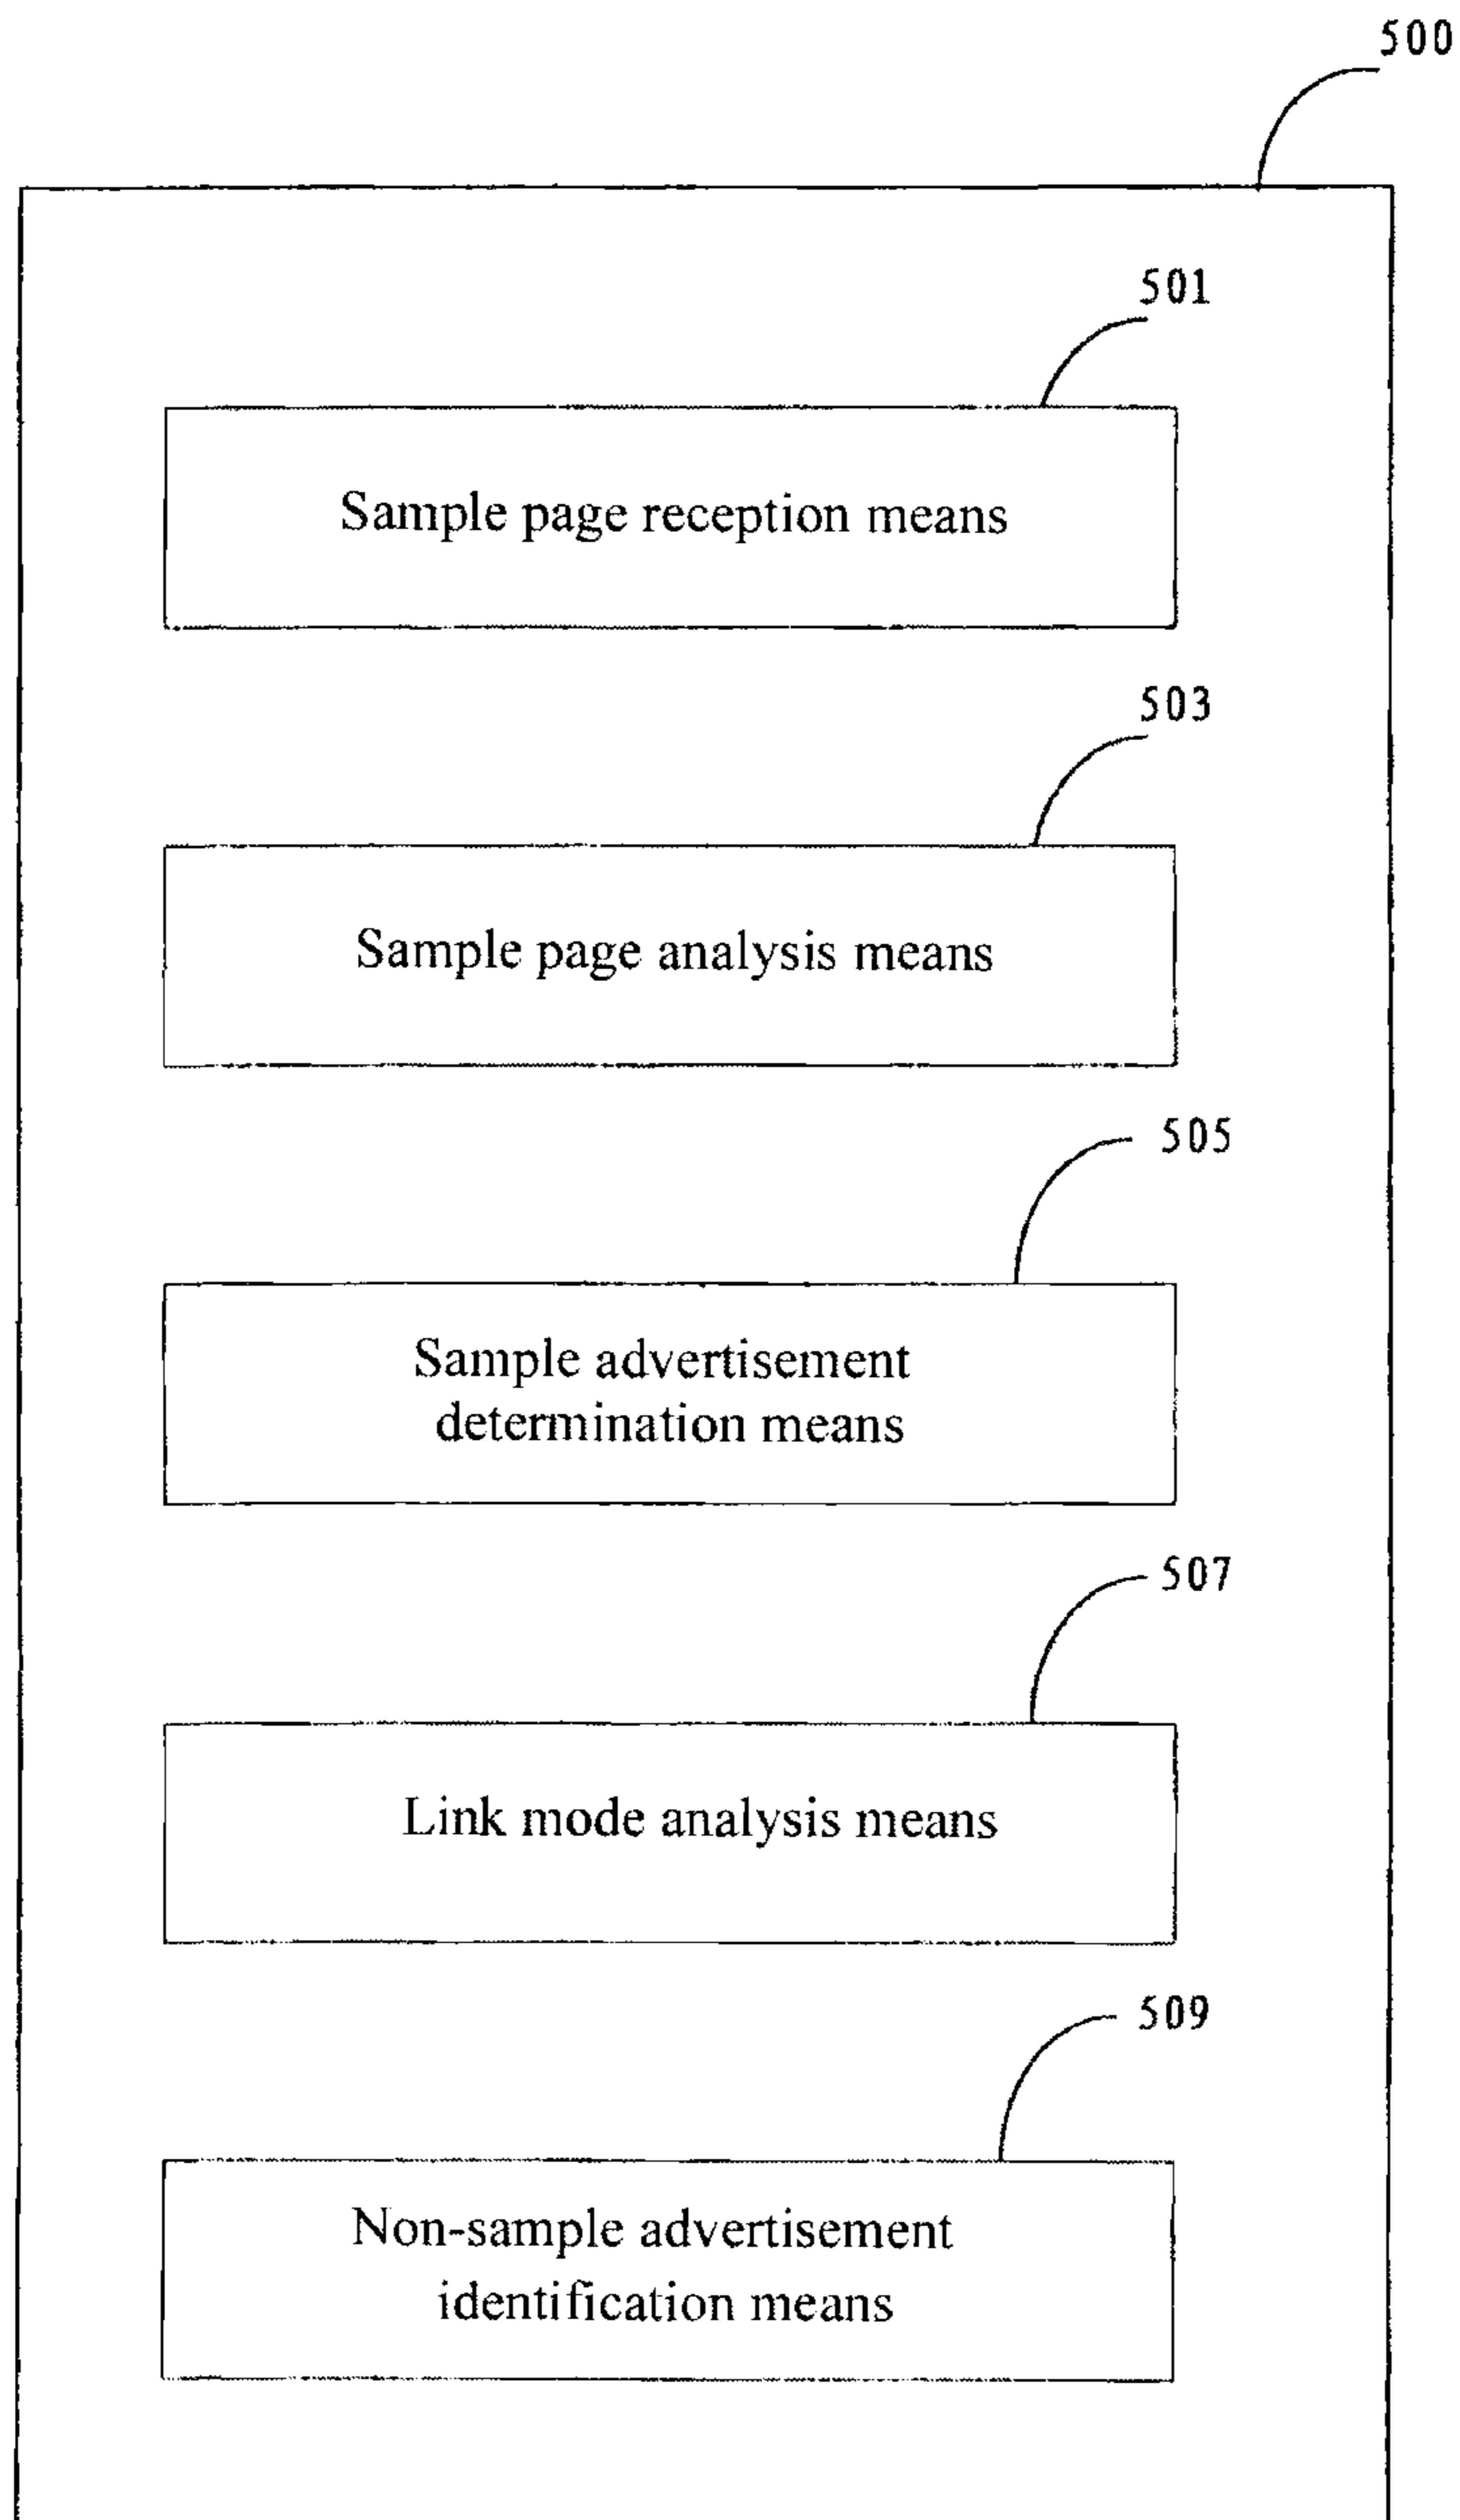 500
501
Sample page reception means
503
Sample page analysis means
505
Sample advertisement
determination means
507
Link mode analysis means
509
Non-sample advertisement
identification means